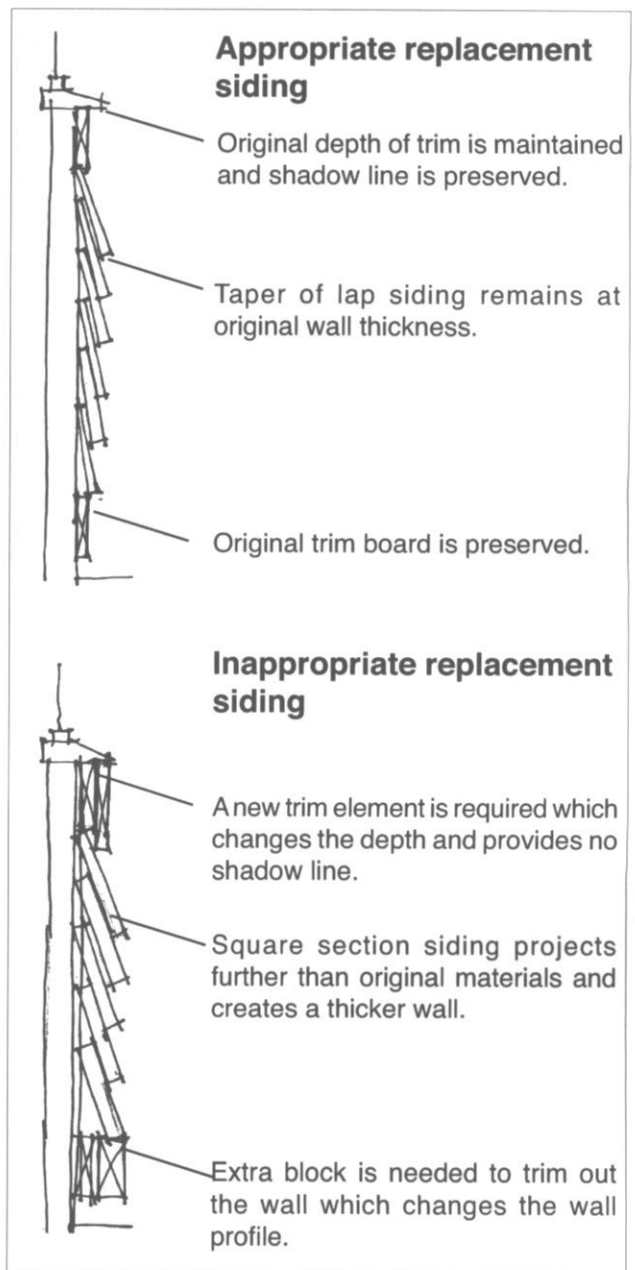 Appropriate replacement
siding
Original depth of trim is maintained
and shadow line is preserved.
Taper of lap siding remains at
original wall thickness.
Original trim board is preserved.
Inappropriate replacement
siding
A new trim element is required which
changes the depth and provides no
shadow line.
Square section siding projects
further than original materials and
creates a thicker wall.
Extra block is needed to trim out
the wall which changes the wall
profile.